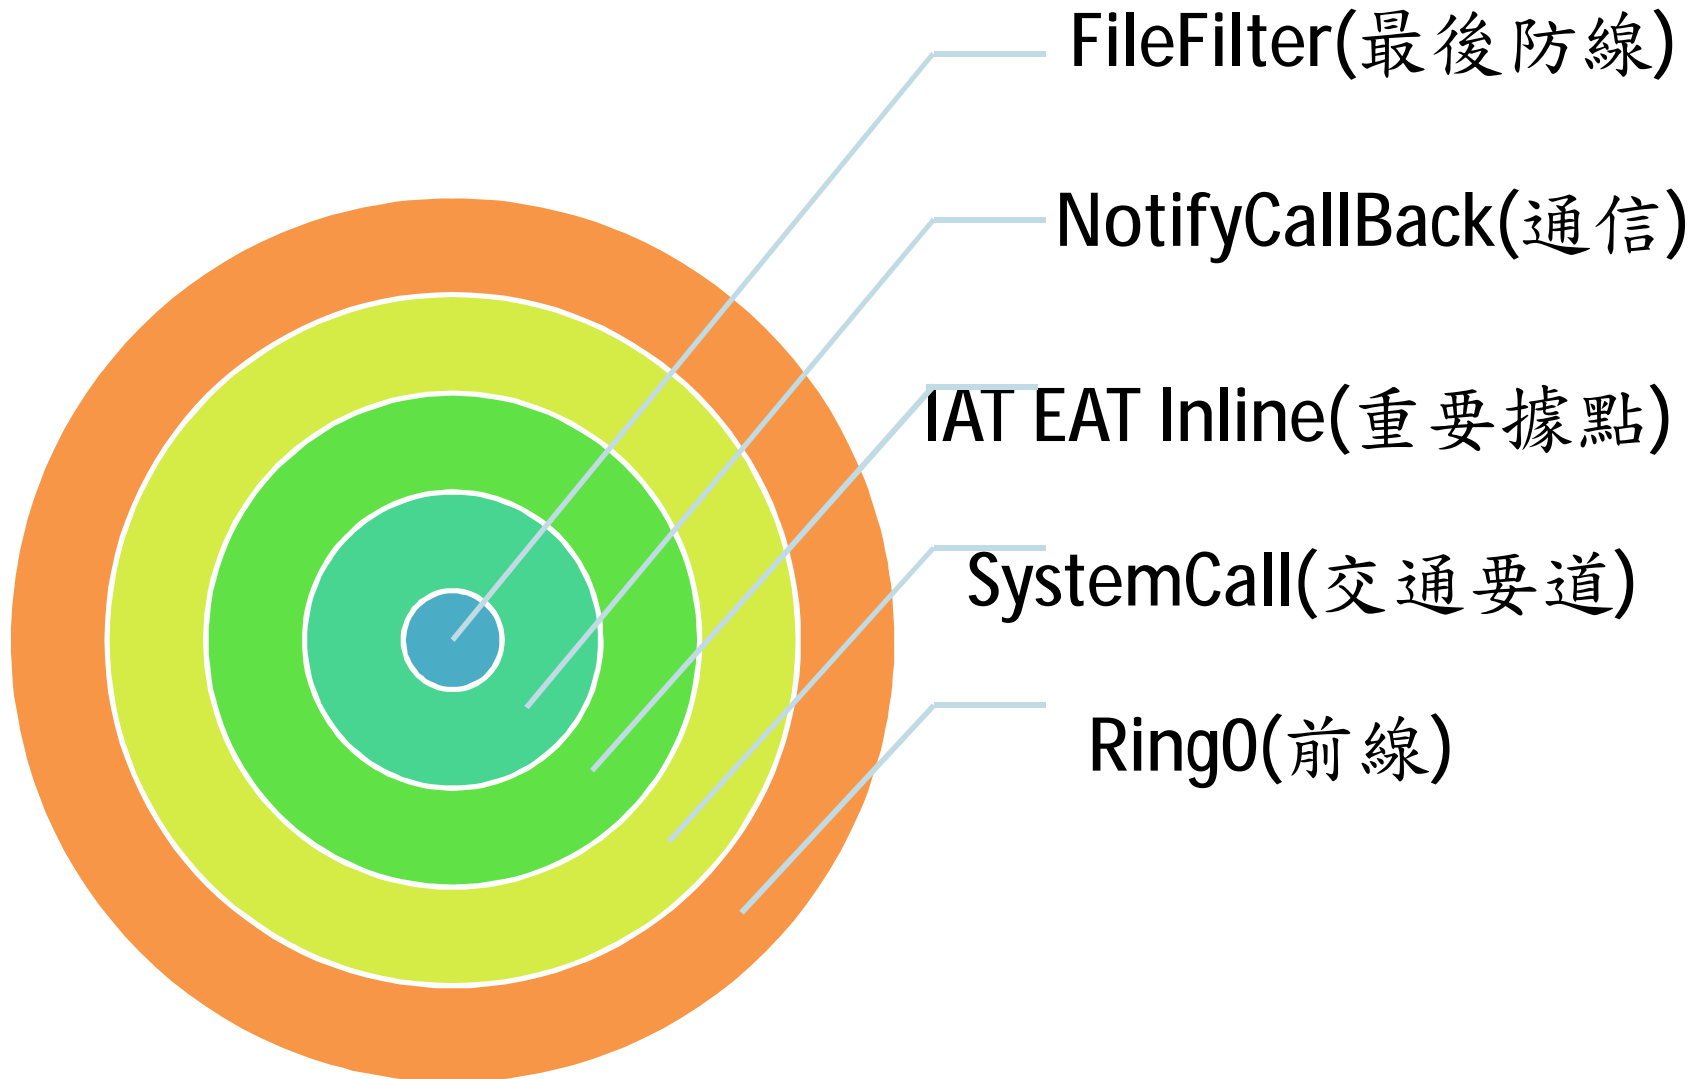 FileFilter(最後防線)
NotifyCallBack(通信)
IAT EAT Inline(重要據點)
SystemCall(交通要道)
Ring0(前線)